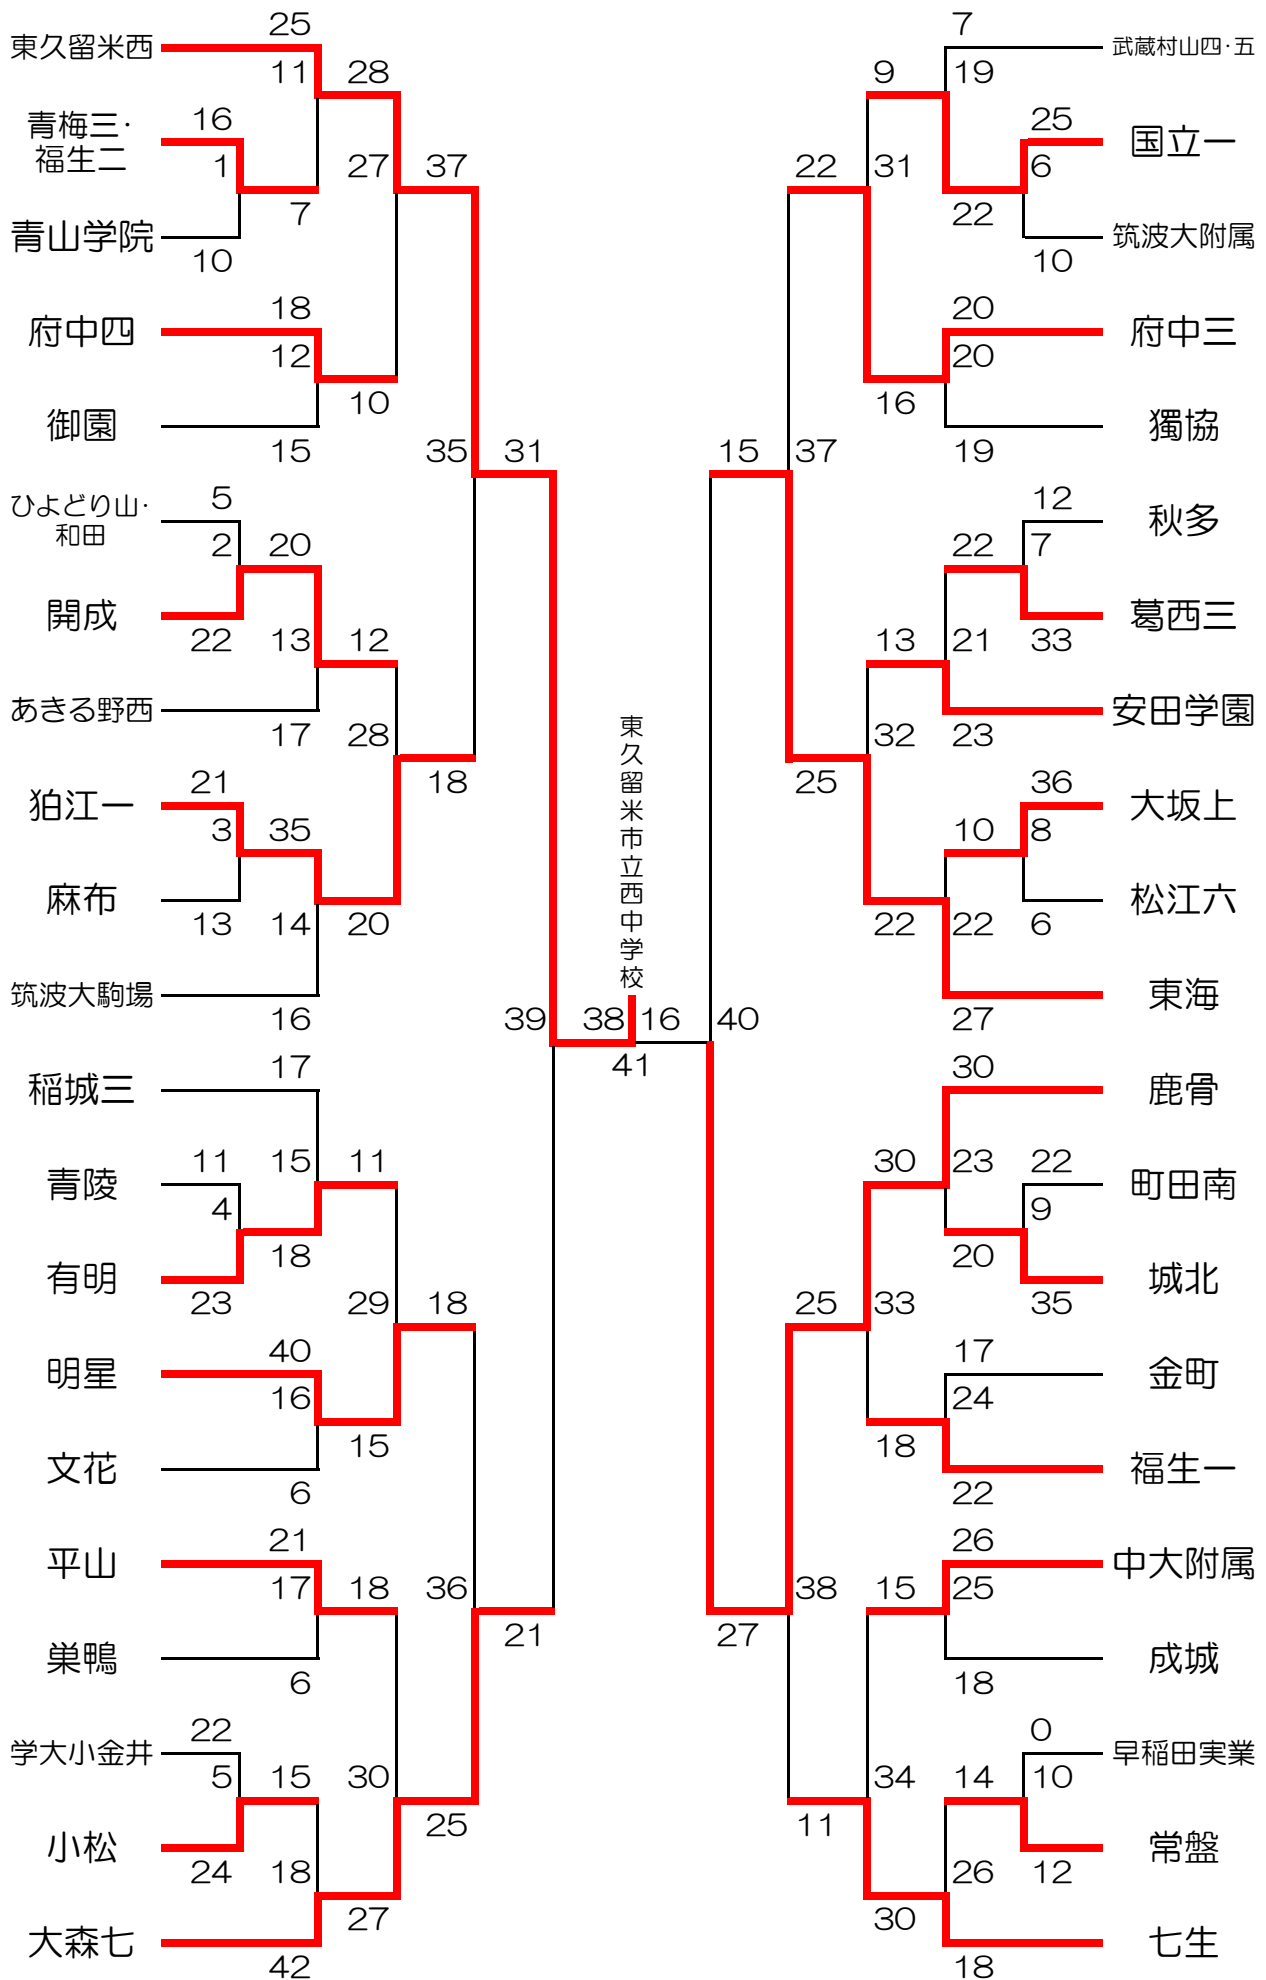 25
7
東久留米西
武蔵村山四・五
11
28
9
19
16
25
青梅三・
福生二
国立一
1
27
37
22
31
6
7
22
青山学院
筑波大附属
10
10
18
20
府中四
府中三
12
20
10
16
御園
獨協
15
35
31
15
37
19
5
12
ひよどり山・
和田
秋多
2
20
22
7
開成
葛西三
22
13
12
13
21
33
あきる野西
安田学園
17
28
32
23
東久留米市立西中学校
21
18
25
36
狛江一
大坂上
3
35
10
8
麻布
松江六
13
14
20
22
22
6
筑波大駒場
東海
16
39
38
16
40
27
17
41
30
稲城三
鹿骨
11
15
11
30
23
22
青陵
町田南
4
9
18
20
有明
城北
23
29
18
25
33
35
40
17
明星
金町
16
24
15
18
文花
福生一
6
22
21
26
平山
中大附属
17
18
36
38
15
25
21
27
巣鴨
成城
6
18
22
0
学大小金井
早稲田実業
5
15
30
34
14
10
25
11
小松
常盤
24
18
26
12
27
30
大森七
七生
42
18